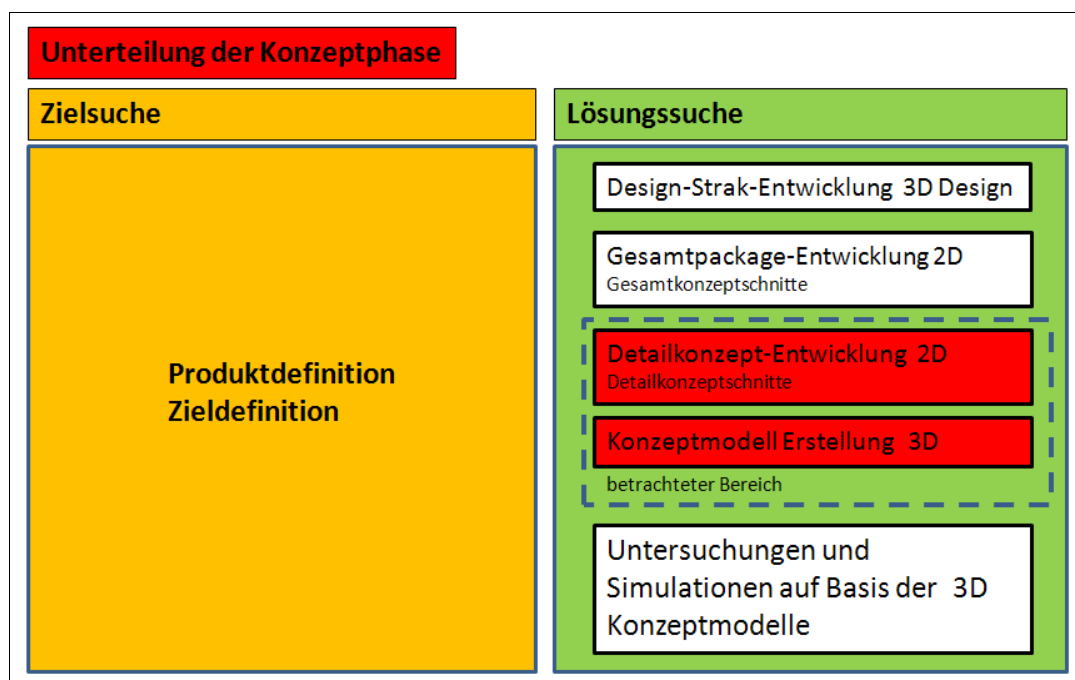 Unterteilung der Konzeptphase
Zielsuche
Produktdefinition
Zieldefinition
Lösungssuche
Design-Strak-Entwicklung 3D Design
Gesamtpackage-Entwicklung 2D
Gesamtkonzeptschnitte
Detailkonzept-Entwicklung 2D
Detailkonzeptschnitte
Konzeptmodell Erstellung 3D
betrachteter Bereich
Untersuchungen und
Simulationen auf Basis der 3D
Konzeptmodelle